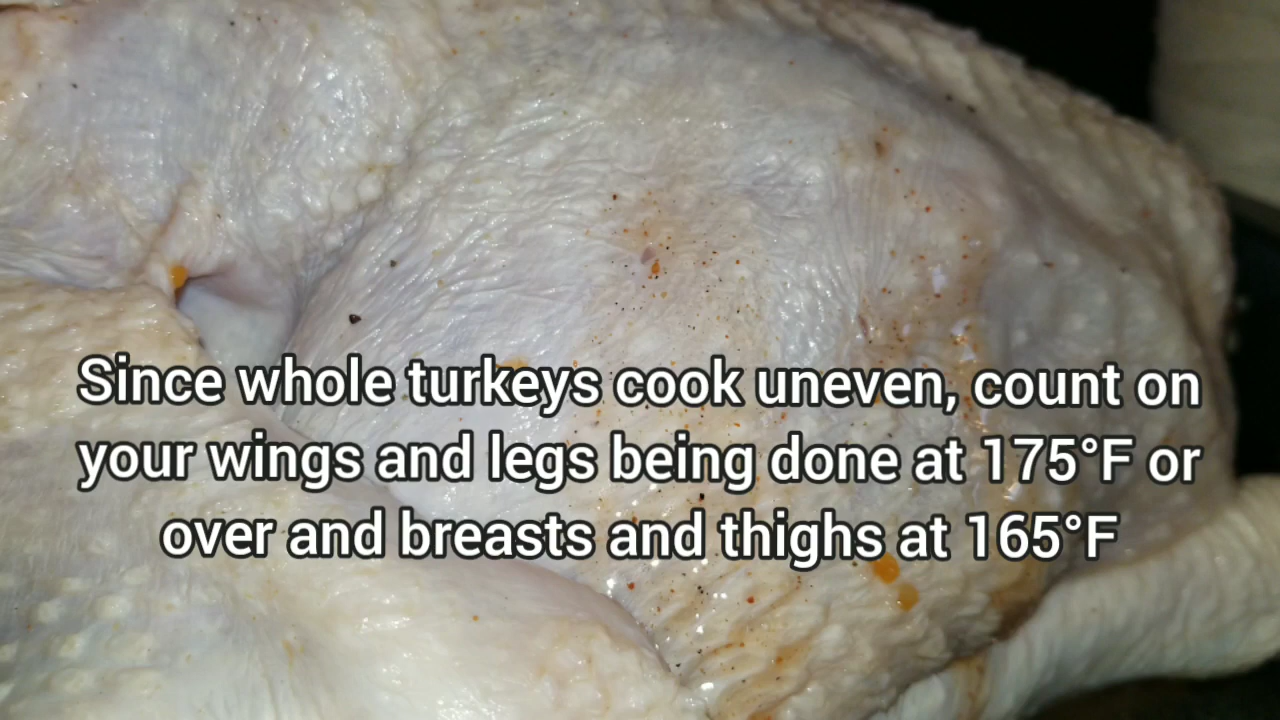 Since whole turkeys cook uneven, count on
your wings and legs being done at 175°F or
over and breasts and thighs at 165°F